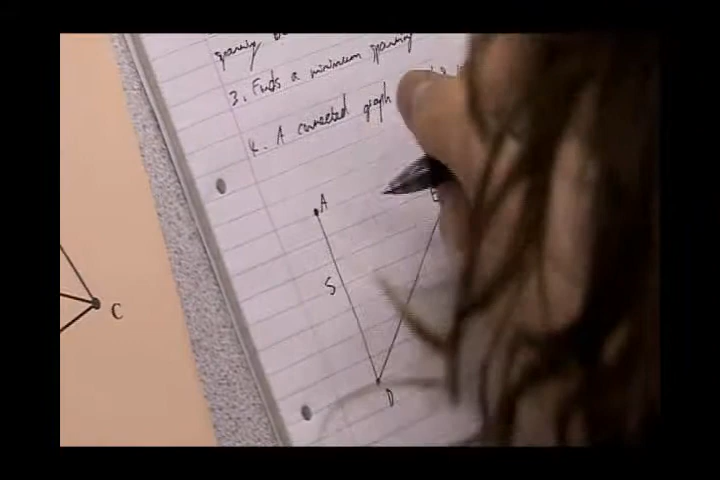 spanning
3. Finds a minimum spanning
4. A connected graph
A
E
5
D
C